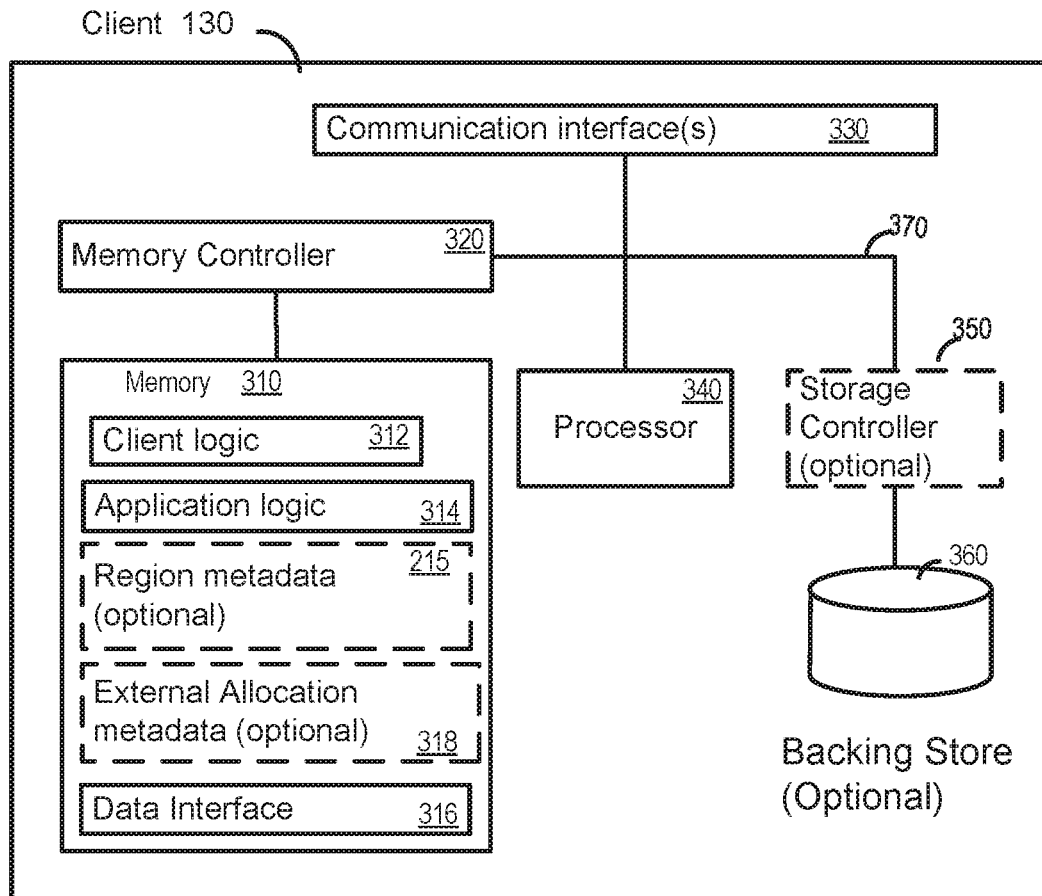 Client 130
Communication interface(s) 330
Memory Controller 320
370
350
Memory 310
Client logic 312
Application logic 314
215
Region metadata
(optional)
External Allocation
metadata (optional) 318
Data Interface 316
340
Processor
Storage
Controller
(optional)
360
Backing Store
(Optional)